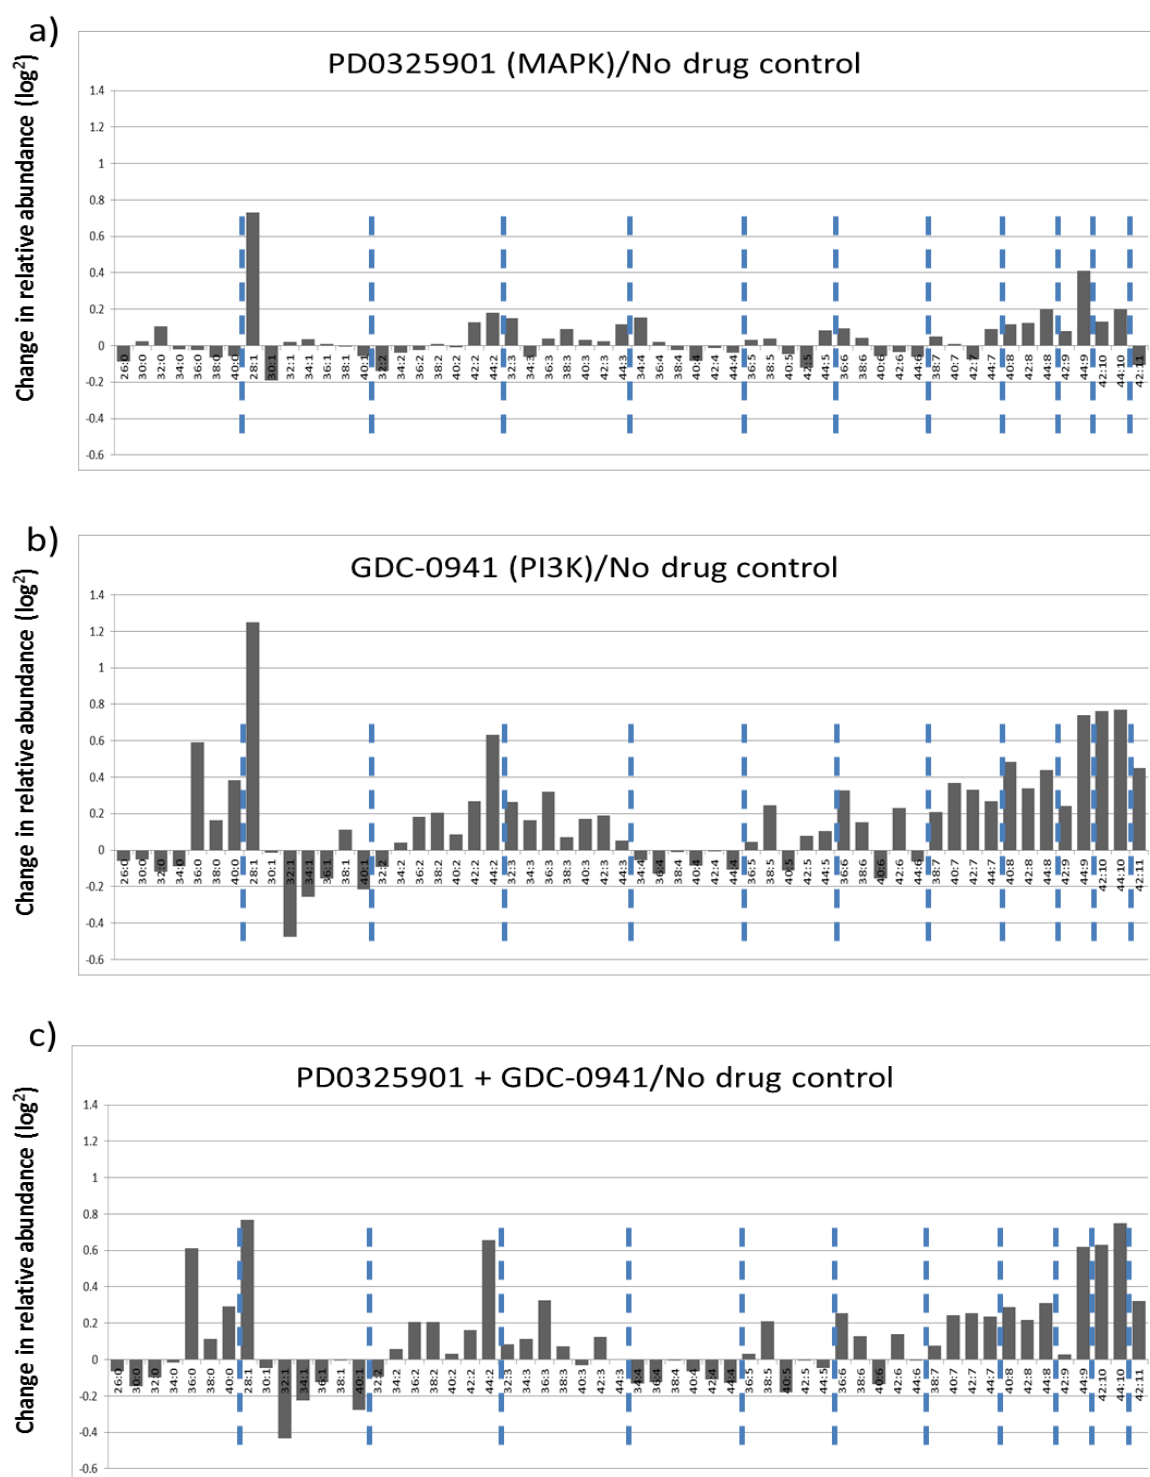 a)
PD0325901 (MAPK)/No drug control
Change in relative abundance (log²)
1.4
1.2
1
0.8
0.6
0.4
0.2
0
-0.2
-0.4
-0.6
26:0 30:0 32:0 34:0 36:0 38:0 40:0 28:1 30:1 32:1 34:1 36:1 38:1 40:1 32:2 34:2 36:2 38:2 40:2 42:2 44:2 32:3 34:3 36:3 38:3 40:3 42:3 44:3 34:4 36:4 38:4 40:4 42:4 44:4 36:5 38:5 40:5 42:5 44:5 36:6 38:6 40:6 42:6 44:6 38:7 40:7 42:7 44:7 40:8 42:8 44:8 42:9 44:9 42:10 44:10 42:11
b)
GDC-0941 (PI3K)/No drug control
Change in relative abundance (log²)
1.4
1.2
1
0.8
0.6
0.4
0.2
0
-0.2
-0.4
-0.6
26:0 30:0 32:0 34:0 36:0 38:0 40:0 28:1 30:1 32:1 34:1 36:1 38:1 40:1 32:2 34:2 36:2 38:2 40:2 42:2 44:2 32:3 34:3 36:3 38:3 40:3 42:3 44:3 34:4 36:4 38:4 40:4 42:4 44:4 36:5 38:5 40:5 42:5 44:5 36:6 38:6 40:6 42:6 44:6 38:7 40:7 42:7 44:7 40:8 42:8 44:8 42:9 44:9 42:10 44:10 42:11
c)
PD0325901 + GDC-0941/No drug control
Change in relative abundance (log²)
1.4
1.2
1
0.8
0.6
0.4
0.2
0
-0.2
-0.4
-0.6
26:0 30:0 32:0 34:0 36:0 38:0 40:0 28:1 30:1 32:1 34:1 36:1 38:1 40:1 32:2 34:2 36:2 38:2 40:2 42:2 44:2 32:3 34:3 36:3 38:3 40:3 42:3 44:3 34:4 36:4 38:4 40:4 42:4 44:4 36:5 38:5 40:5 42:5 44:5 36:6 38:6 40:6 42:6 44:6 38:7 40:7 42:7 44:7 40:8 42:8 44:8 42:9 44:9 42:10 44:10 42:11